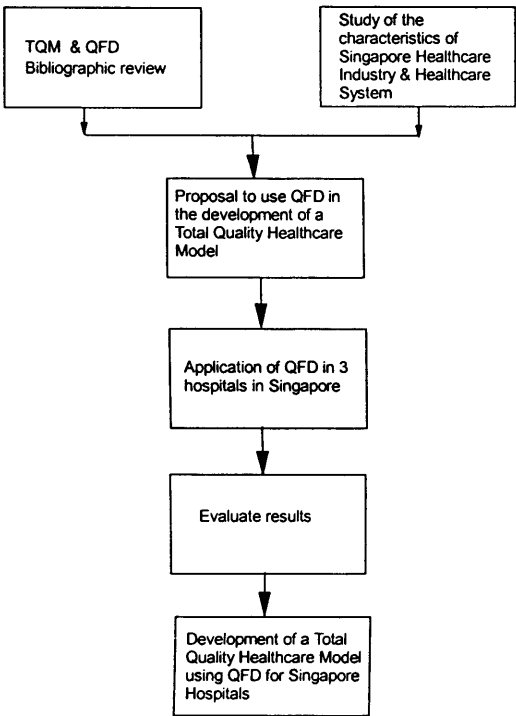 TQM & QFD
Bibliographic review
Study of the
characteristics of
Singapore Healthcare
Industry & Healthcare
System
Proposal to use QFD in
the development of a
Total Quality Healthcare
Model
Application of QFD in 3
hospitals in Singapore
Evaluate results
Development of a Total
Quality Healthcare Model
using QFD for Singapore
Hospitals